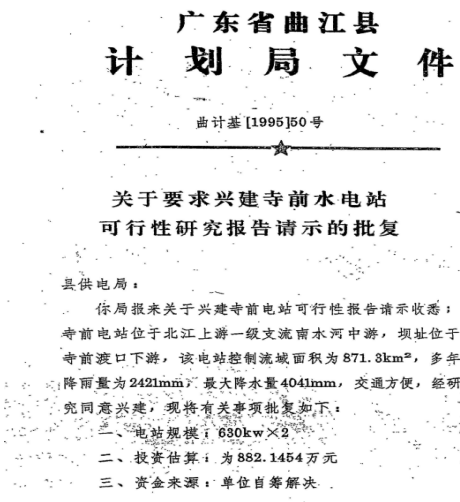 广东省曲江县
计划局文件
曲计基[1995]50号
关于要求兴建寺前水电站
可行性研究报告请示的批复
县供电局：
你局报来关于兴建寺前电站可行性报告请示收悉；
寺前电站位于北江上游一级支流南水河中游，坝址位于
寺前渡口下游，该电站控制流域面积为871.3km²，多年
降雨量为2421mm，最大降水量4041mm，交通方便，经研
究同意兴建，现将有关事项批复如下：
一、电站规模：630kw×2
二、投资估算：为882.1454万元
三、资金来源：单位自筹解决